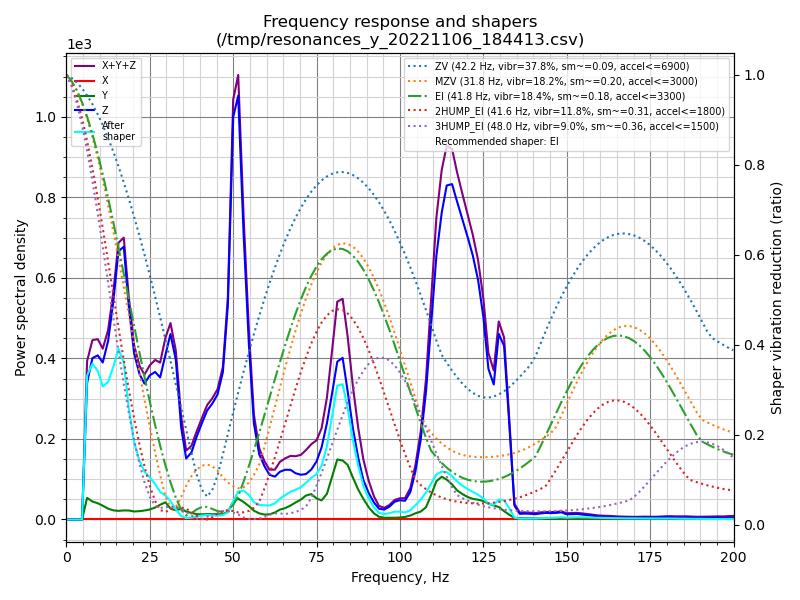 Frequency response and shapers
(/tmp/resonances_y_20221106_184413.csv)
1e3
X+Y+Z
X
Y
Z
After
shaper
ZV (42.2 Hz, vibr=37.8%, sm~=0.09, accel<=6900)
MZV (31.8 Hz, vibr=18.2%, sm~=0.20, accel<=3000)
EI (41.8 Hz, vibr=18.4%, sm~=0.18, accel<=3300)
2HUMP_EI (41.6 Hz, vibr=11.8%, sm~=0.31, accel<=1800)
3HUMP_EI (48.0 Hz, vibr=9.0%, sm~=0.36, accel<=1500)
Recommended shaper: EI
Power spectral density
1.0
0.8
0.6
0.4
0.2
0.0
Shaper vibration reduction (ratio)
1.0
0.8
0.6
0.4
0.2
0.0
0 25 50 75 100 125 150 175 200
Frequency, Hz